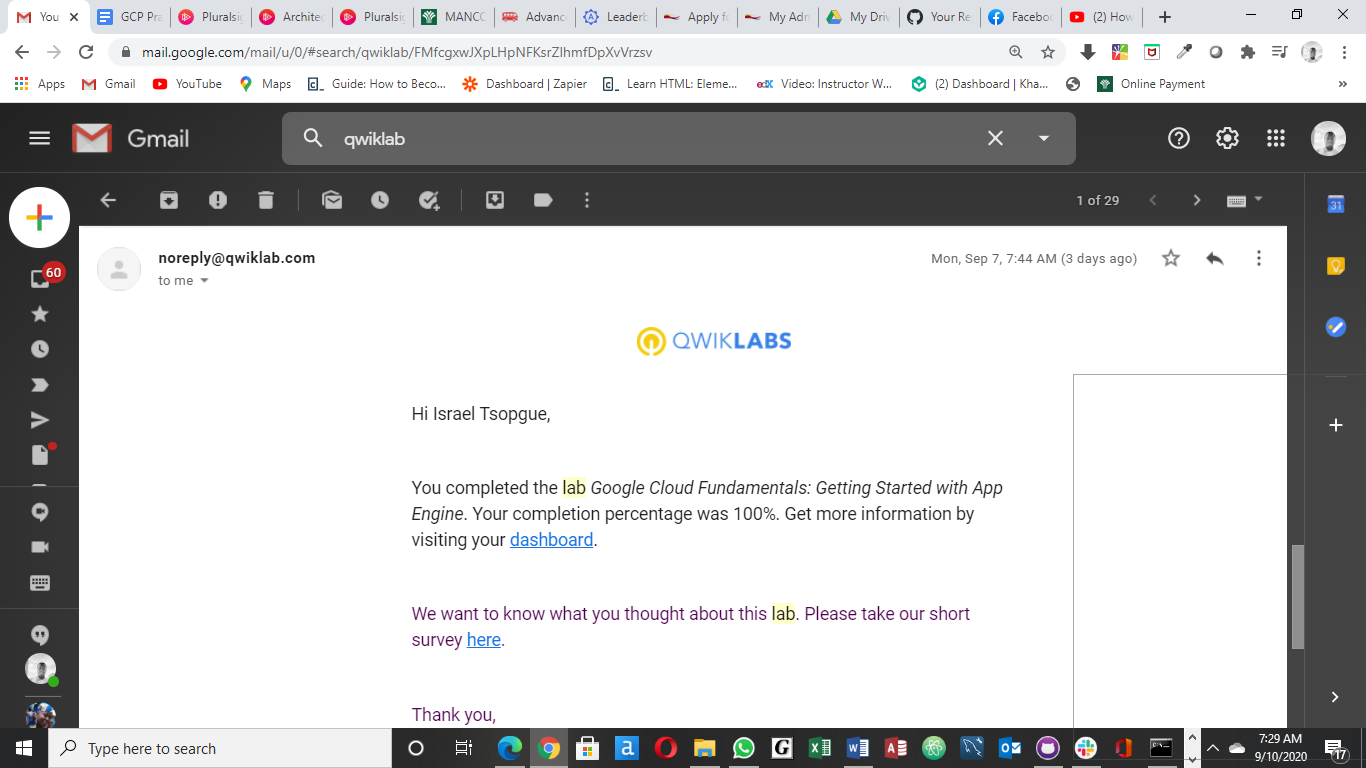 You
GCP Pra
Pluralsi
Architec
Pluralsi
MANCO
Advanc
Leaderb
Apply fo
My Adm
My Driv
Your Re
Faceboo
(2) How
mail.google.com/mail/u/0/#search/qwiklab/FMfcgxwJXpLHpNFKsrZlhmfDpXvVrzsv
Apps
Gmail
YouTube
Maps
Guide: How to Beco...
Dashboard | Zapier
Learn HTML: Eleme...
Video: Instructor W...
(2) Dashboard | Kha...
Online Payment
Gmail
qwiklab
1 of 29
31
60
noreply@qwiklab.com
Mon, Sep 7, 7:44 AM (3 days ago)
to me
QWIKLABS
Hi Israel Tsopgue,
You completed the lab Google Cloud Fundamentals: Getting Started with App
Engine. Your completion percentage was 100%. Get more information by
visiting your dashboard.
We want to know what you thought about this lab. Please take our short
survey here.
Thank you,
Type here to search
7:29 AM
9/10/2020
17